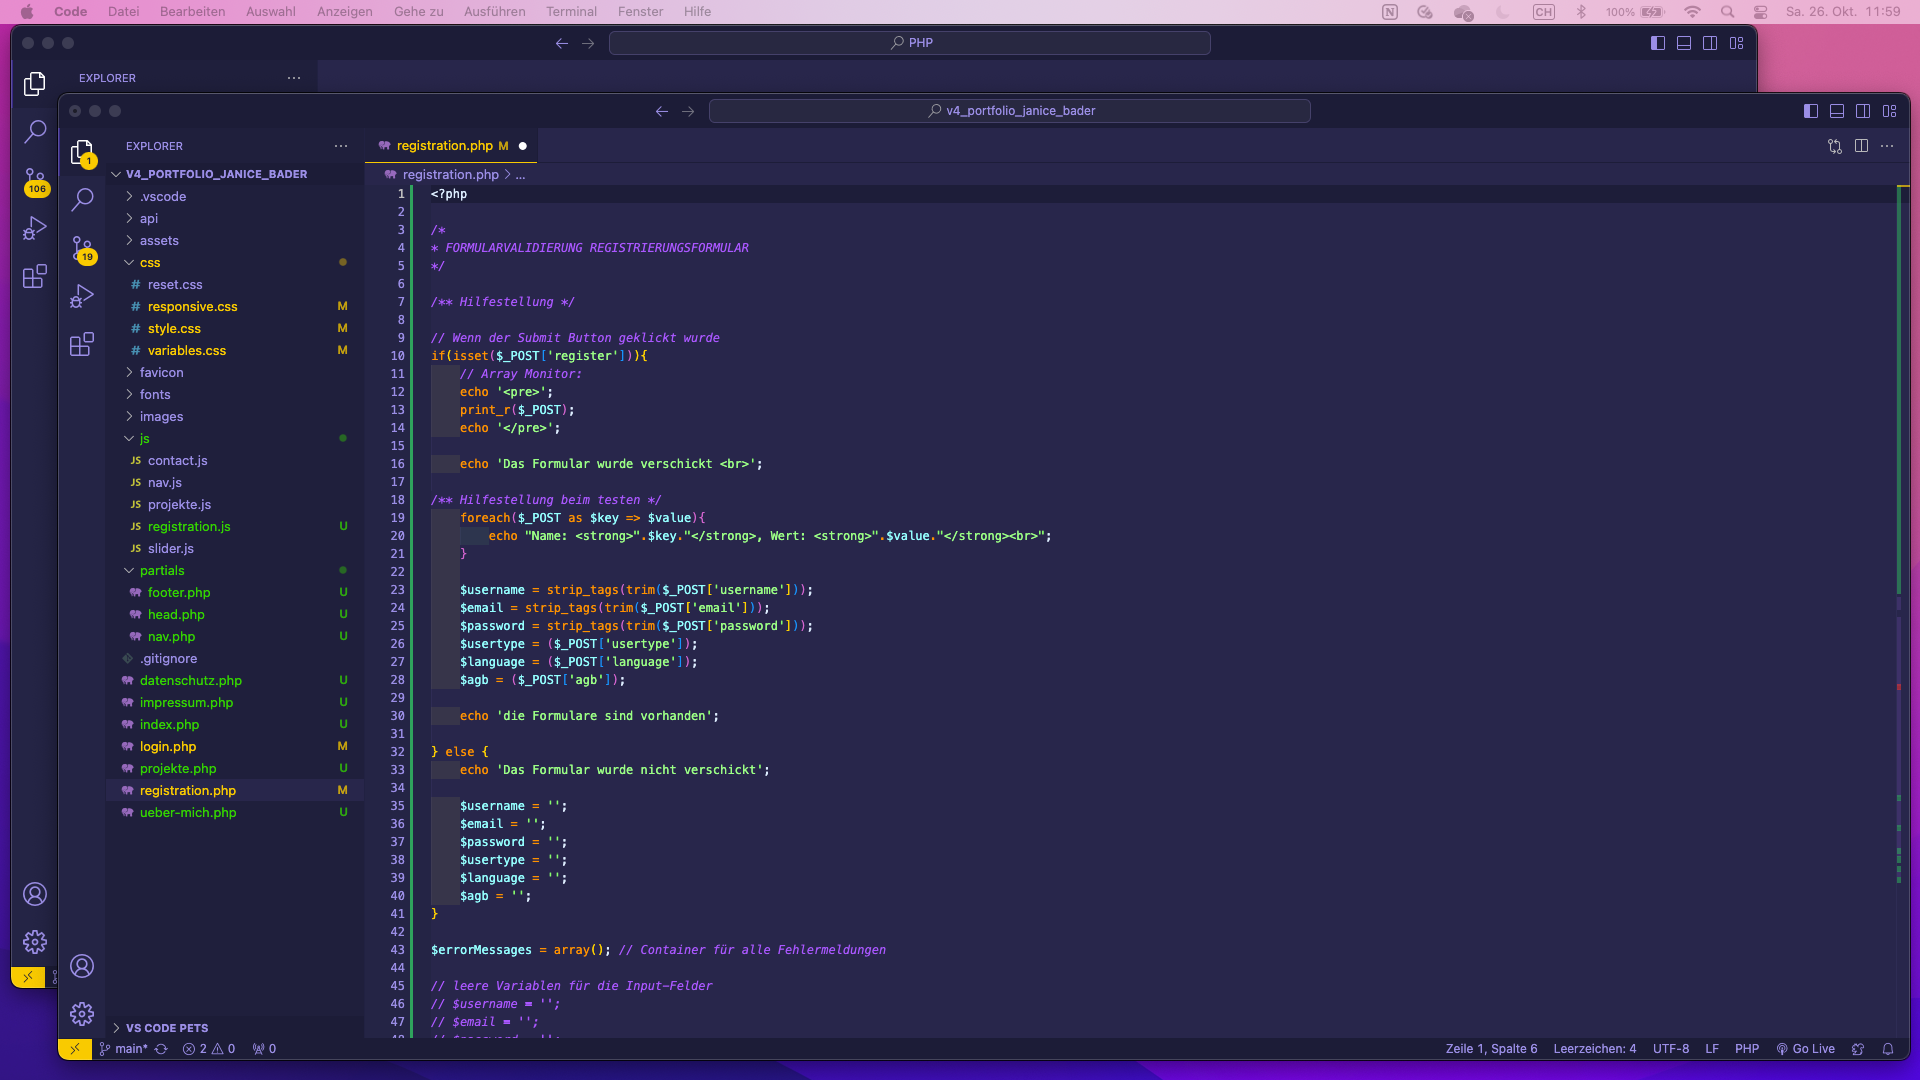 Code Datei Bearbeiten Auswahl Anzeigen Gehe zu Ausführen Terminal Fenster Hilfe
CH 100% Sa. 26. Okt. 11:59
PHP
EXPLORER
106
v4_portfolio_janice_bader
EXPLORER
1
19
V4_PORTFOLIO_JANICE_BADER
.vscode
api
assets
css
# reset.css
# responsive.css M
# style.css M
# variables.css M
favicon
fonts
images
js
JS contact.js
JS nav.js
JS projekte.js
JS registration.js U
JS slider.js
partials
footer.php U
head.php U
nav.php U
.gitignore
datenschutz.php U
impressum.php U
index.php U
login.php M
projekte.php U
registration.php M
ueber-mich.php U
VS CODE PETS
registration.php M
registration.php > ...
1 <?php
2
3 /*
4 * FORMULARVALIDIERUNG REGISTRIERUNGSFORMULAR
5 */
6
7 /** Hilfestellung */
8
9 // Wenn der Submit Button geklickt wurde
10 if(isset($_POST['register'])){
11 // Array Monitor:
12 echo '<pre>';
13 print_r($_POST);
14 echo '</pre>';
15
16 echo 'Das Formular wurde verschickt <br>';
17
18 /** Hilfestellung beim testen */
19 foreach($_POST as $key => $value){
20 echo "Name: <strong>".$key."</strong>, Wert: <strong>".$value."</strong><br>";
21 }
22
23 $username = strip_tags(trim($_POST['username']));
24 $email = strip_tags(trim($_POST['email']));
25 $password = strip_tags(trim($_POST['password']));
26 $usertype = ($_POST['usertype']);
27 $language = ($_POST['language']);
28 $agb = ($_POST['agb']);
29
30 echo 'die Formulare sind vorhanden';
31
32 } else {
33 echo 'Das Formular wurde nicht verschickt';
34
35 $username = '';
36 $email = '';
37 $password = '';
38 $usertype = '';
39 $language = '';
40 $agb = '';
41 }
42
43 $errorMessages = array(); // Container für alle Fehlermeldungen
44
45 // leere Variablen für die Input-Felder
46 // $username = '';
47 // $email = '';
main* 2 0 0
Zeile 1, Spalte 6 Leerzeichen: 4 UTF-8 LF PHP Go Live